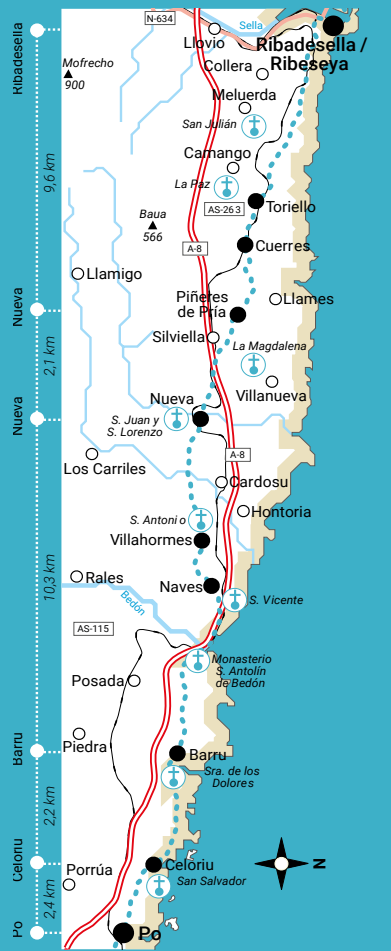 N-634
Sella
Llovio
Ribadesella /
Ribeseya
Collera
Mofrecho
900
Meluerda
San Julián
Camango
La Paz
AS-263
Toriello
Baua
566
Cuerres
A-8
Llamigo
Piñeres
de Pría
Llames
Silviella
La Magdalena
Villanueva
Nueva
S. Juan y
S. Lorenzo
A-8
Los Carriles
Cardosu
Hontoria
S. Antonio
Villahormes
Rales
Naves
Bedón
S. Vicente
AS-115
Monasterio
S. Antolín
de Bedón
Posada
Piedra
Barru
Sra. de los
Dolores
Celoriu
Porrúa
San Salvador
N
Po
Ribadesella
9,6 km
Nueva
2,1 km
Nueva
10,3 km
Barru
2,2 km
Celoriu
2,4 km
Po